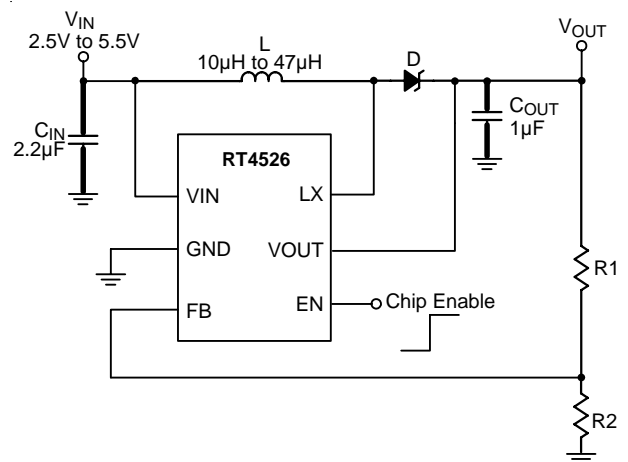 VIN
2.5V to 5.5V
L
10µH to 47µH
D
VOUT
CIN
2.2µF
COUT
1µF
RT4526
VIN
LX
GND
VOUT
EN
Chip Enable
FB
R1
R2